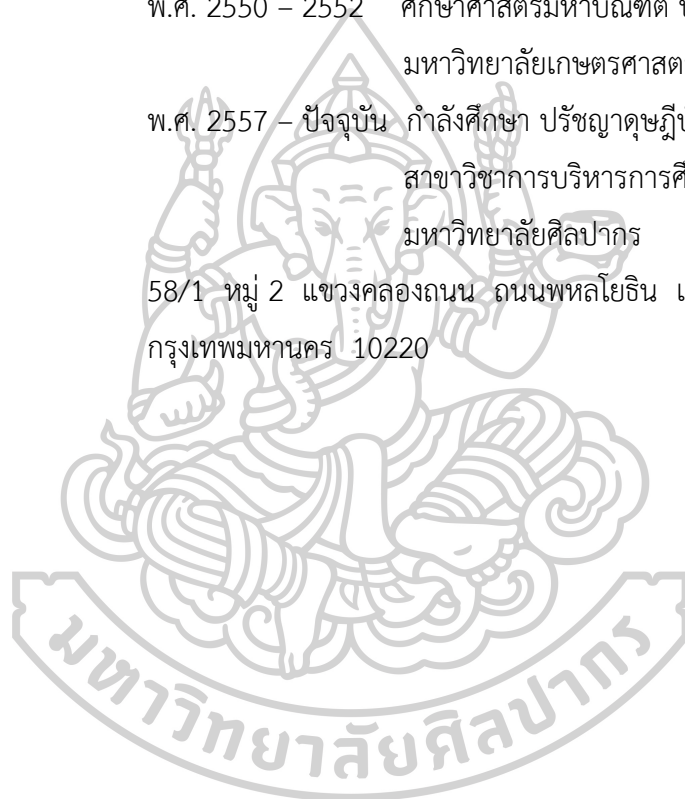 พ.ศ. 2550 – 2552 ศึกษาศาสตรมหาบัณฑิต
มหาวิทยาลัยเกษตรศาสต
พ.ศ. 2557 – ปัจจุบัน กำลังศึกษา ปรัชญาดุษฎีบั
สาขาวิชาการบริหารการศึ
มหาวิทยาลัยศิลปากร
58/1 หมู่ 2 แขวงคลองถนน ถนนพหลโยธิน เ
กรุงเทพมหานคร 10220
มหาวิทยาลัยศิลปากร